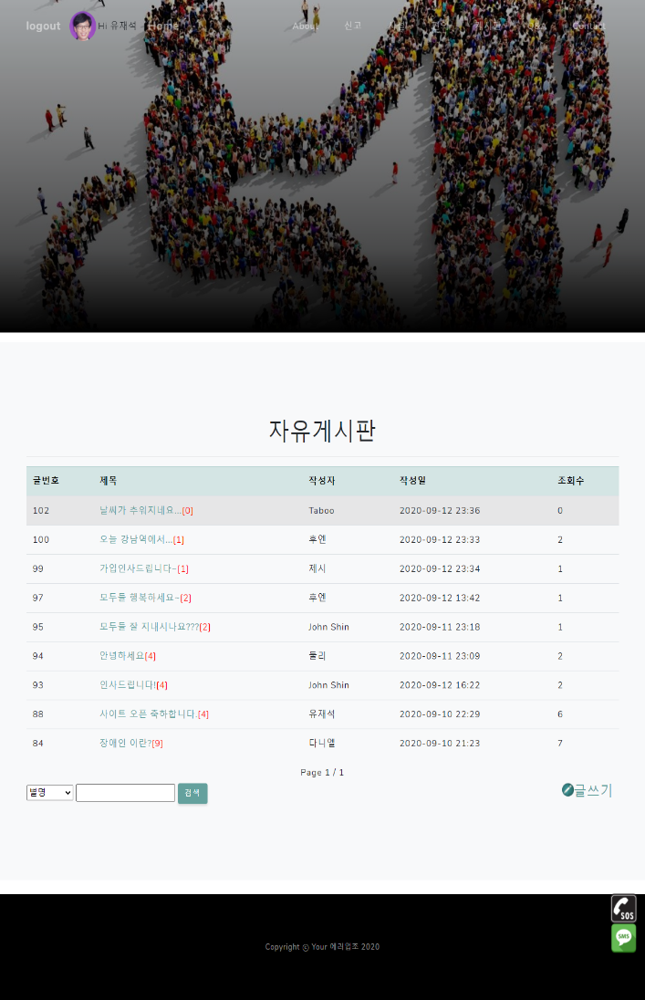 logout Hi 유재석 Home About 신고 게시판 Q&A Contact
자유게시판
글번호 제목 작성자 작성일 조회수
102 날씨가 추워지네요...[0] Taboo 2020-09-12 23:36 0
100 오늘 강남역에서...[1] 후엔 2020-09-12 23:33 2
99 가입인사드립니다~[1] 제시 2020-09-12 23:34 1
97 모두들 행복하세요~[2] 후엔 2020-09-12 13:42 1
95 모두들 잘 지내시나요???[2] John Shin 2020-09-11 23:18 1
94 안녕하세요[4] 둘리 2020-09-11 23:09 2
93 인사드립니다![4] John Shin 2020-09-12 16:22 2
88 사이트 오픈 축하합니다.[4] 유재석 2020-09-10 22:29 6
84 장애인 이란?[9] 다니엘 2020-09-10 21:23 7
Page 1 / 1
별명 검색 글쓰기
SOS
SMS
Copyright © Your 에라업조 2020